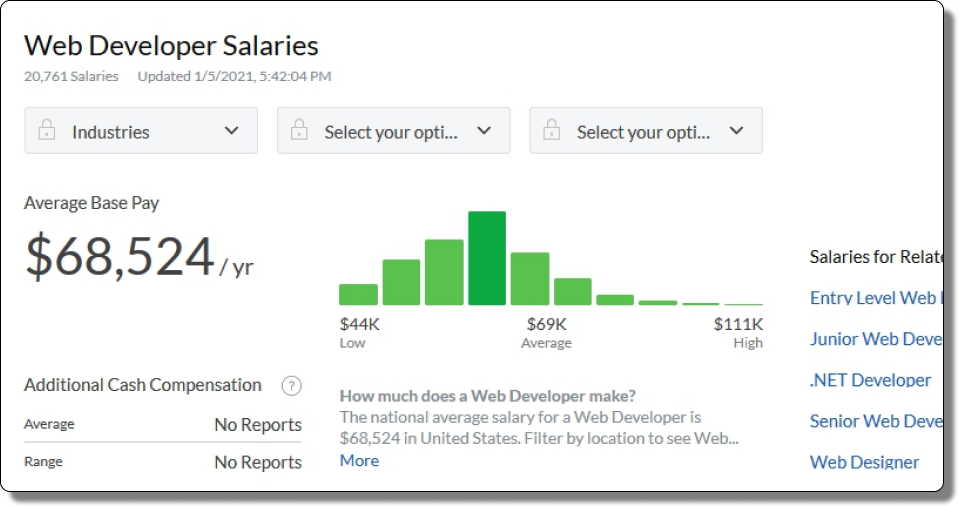 Web Developer Salaries
20,761 Salaries Updated 1/5/2021, 5:42:04 PM
Industries
Select your opti...
Select your opti...
Average Base Pay
$68,524 / yr
$44K
Low
$69K
Average
$111K
High
Additional Cash Compensation ?
Average No Reports
Range No Reports
How much does a Web Developer make?
The national average salary for a Web Developer is
$68,524 in United States. Filter by location to see Web...
More
Salaries for Relate
Entry Level Web
Junior Web Deve
.NET Developer
Senior Web Deve
Web Designer